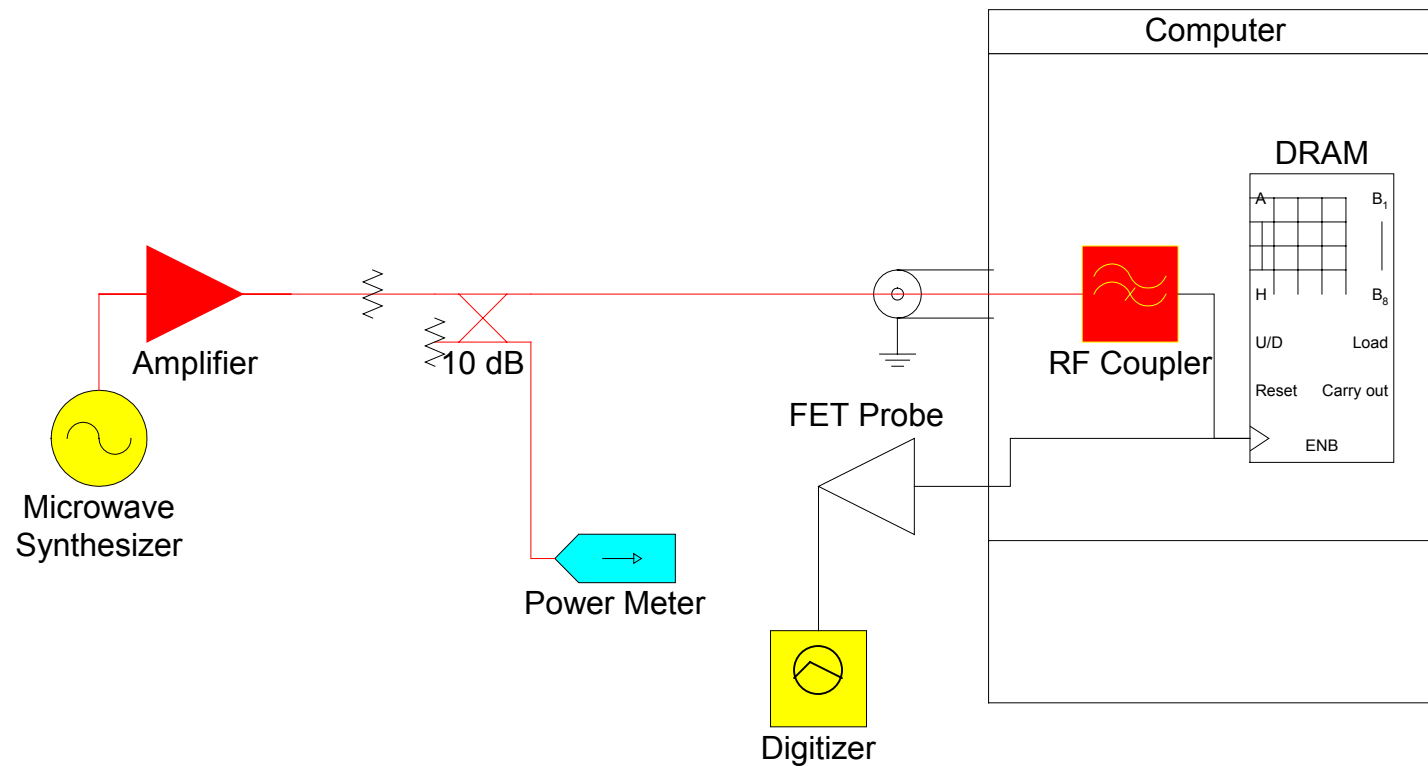 Computer
DRAM
A B₁
H B₈
U/D Load
Reset Carry out
ENB
Amplifier
10 dB
RF Coupler
FET Probe
Microwave
Synthesizer
Power Meter
Digitizer